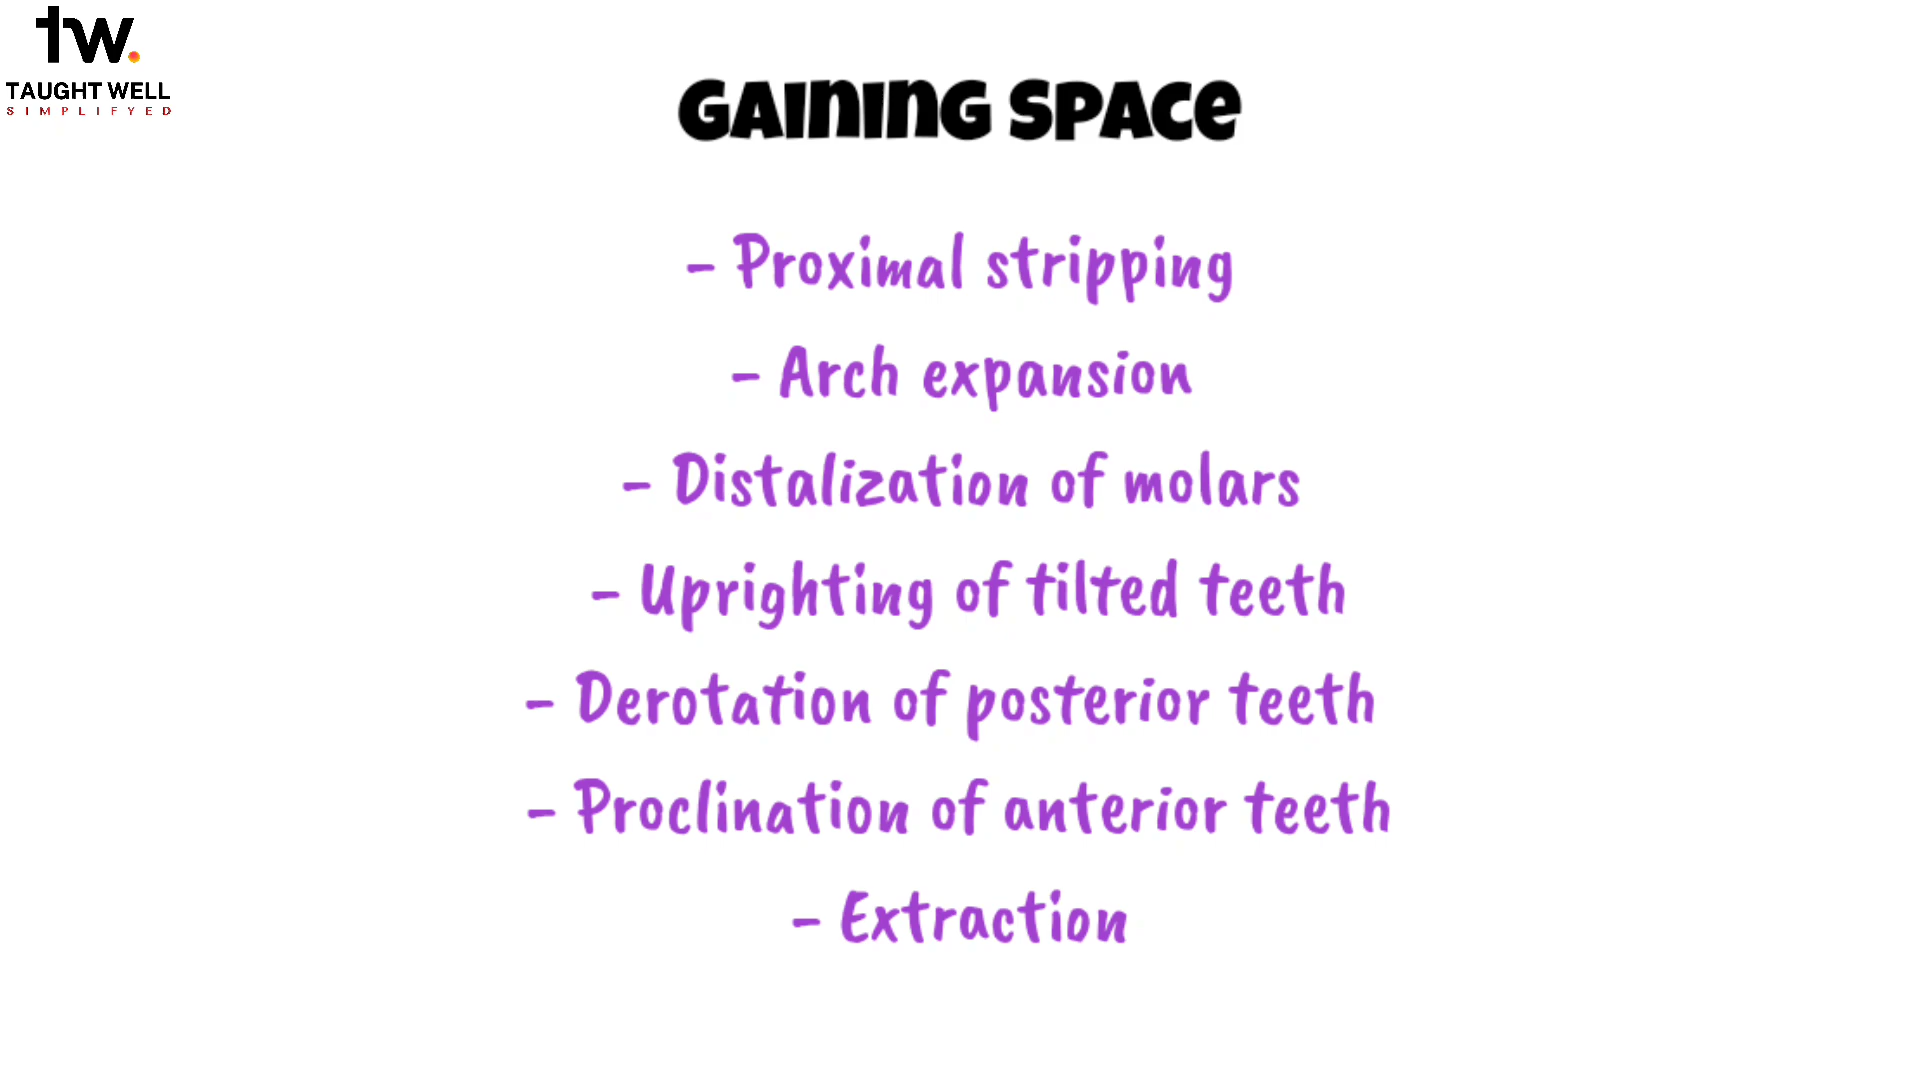 tw.
TAUGHT WELL
SIMPLIFYED
GAINING SPACE
- Proximal stripping
- Arch expansion
- Distalization of molars
- Uprighting of tilted teeth
- Derotation of posterior teeth
- Proclination of anterior teeth
- Extraction